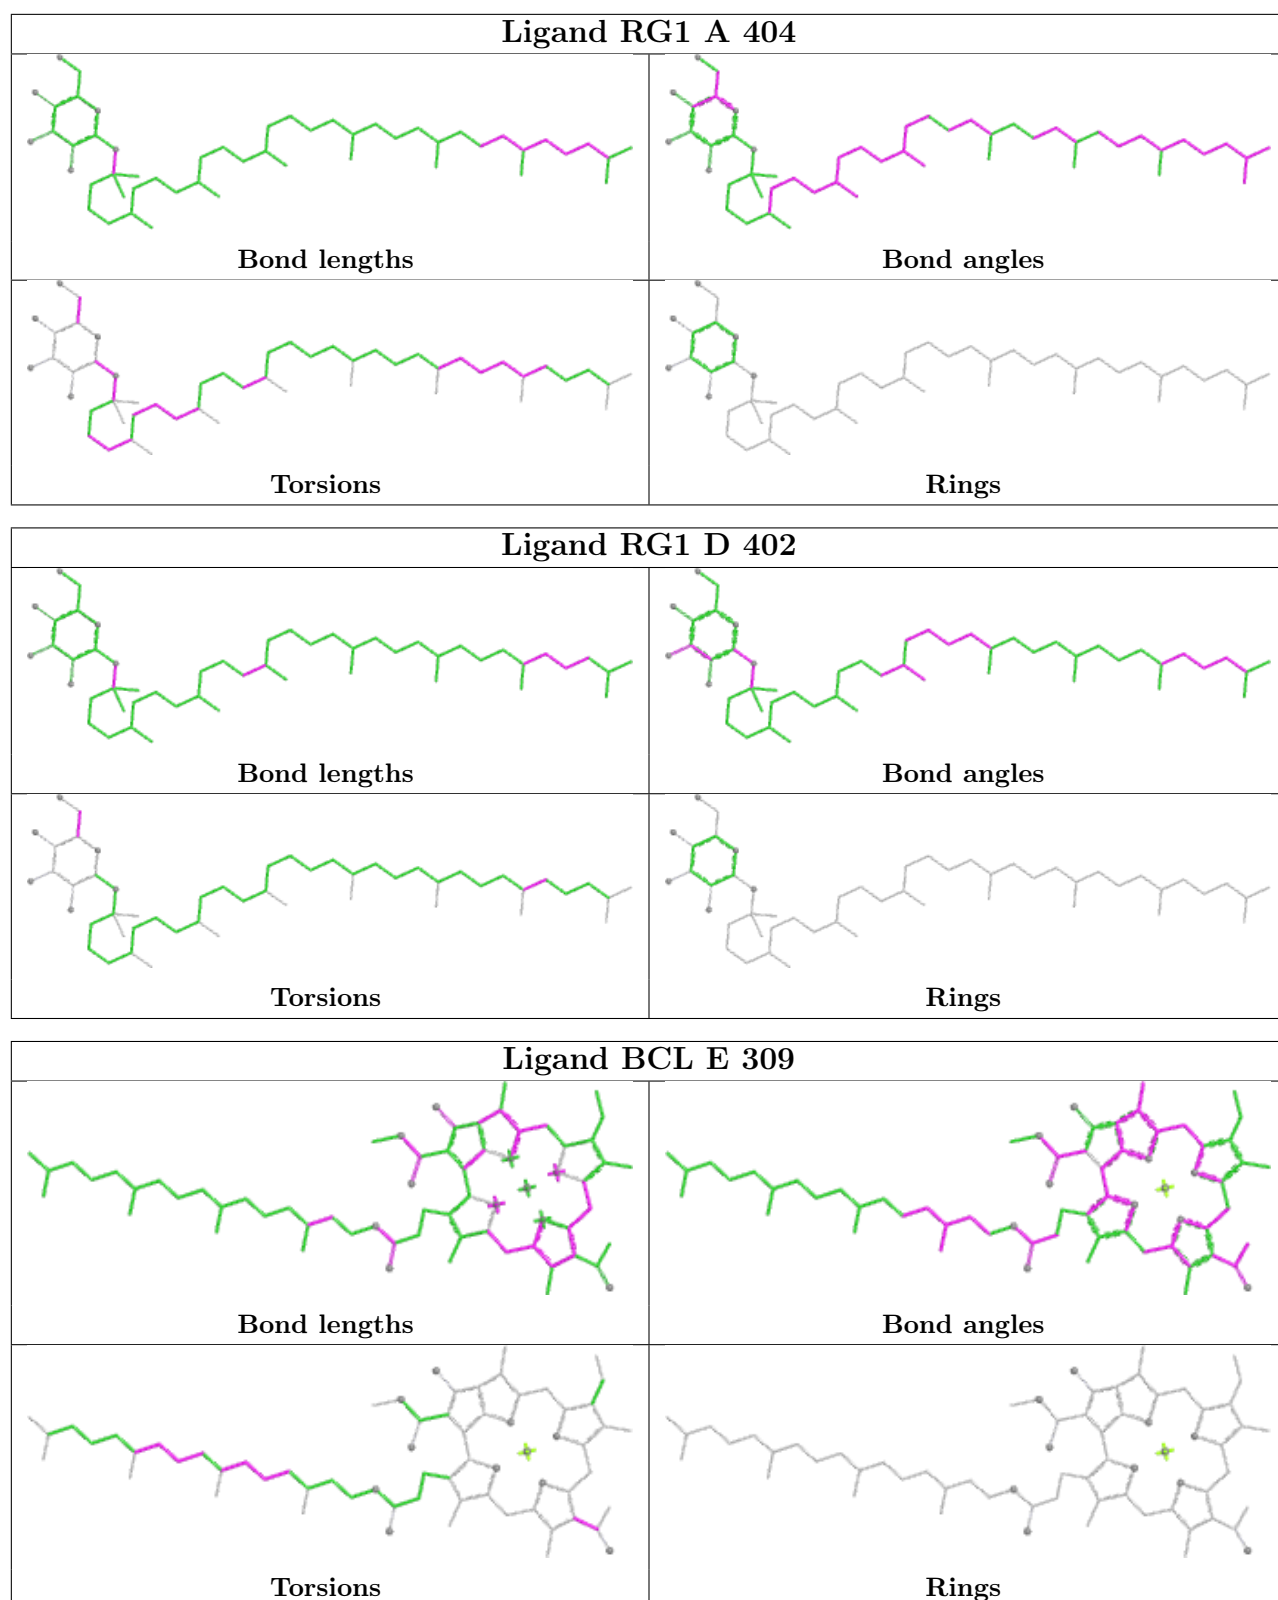 Ligand RG1 A 404
Bond lengths
Bond angles
Torsions
Rings
Ligand RG1 D 402
Bond lengths
Bond angles
Torsions
Rings
Ligand BCL E 309
Bond lengths
Bond angles
Torsions
Rings